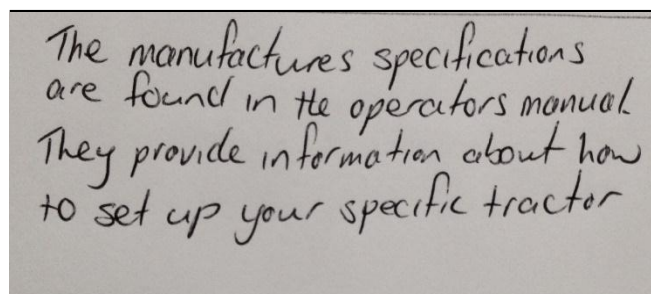 The manufactures specifications
are found in the operators manual.
They provide information about how
to set up your specific tractor